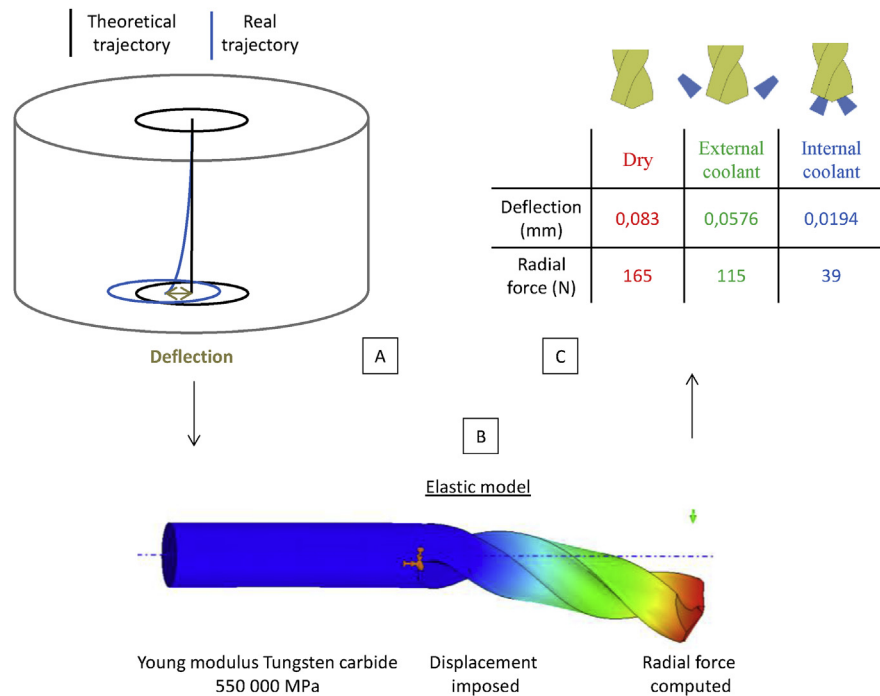 Theoretical trajectory
Real trajectory
Deflection
A
Dry
External coolant
Internal coolant
Deflection (mm)
0,083
0,0576
0,0194
Radial force (N)
165
115
39
C
B
Elastic model
Young modulus Tungsten carbide
550 000 MPa
Displacement imposed
Radial force computed